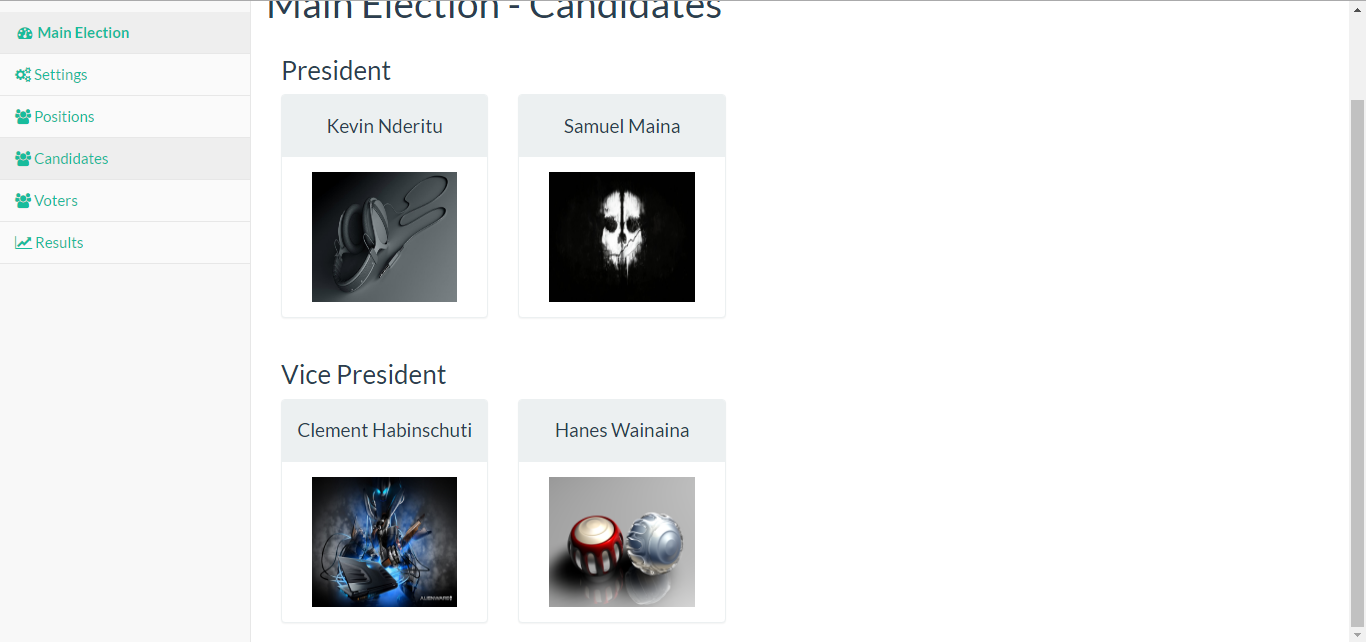 Main Election - Candidates
Main Election
Settings
Positions
Candidates
Voters
Results
President
Kevin Nderitu
Samuel Maina
Vice President
Clement Habinschuti
Hanes Wainaina
ALIENWARE